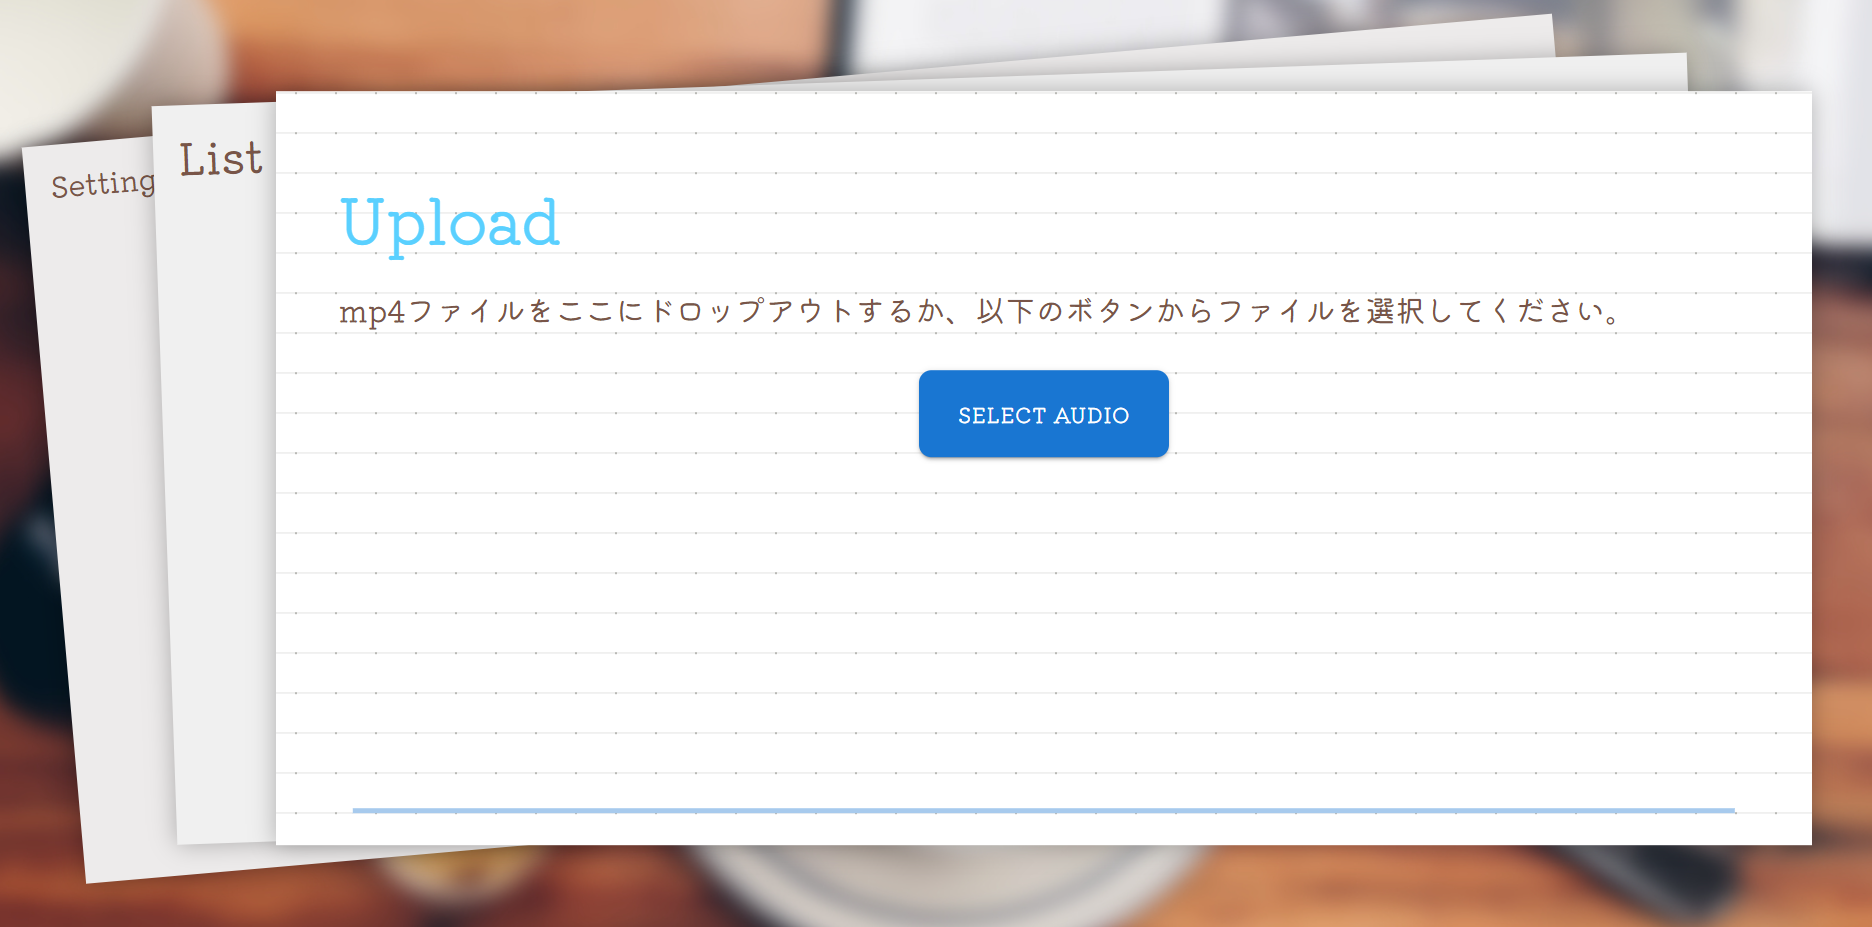 Setting
List
Upload
mp4ファイルをここにドロップアウトするか、以下のボタンからファイルを選択してください。
SELECT AUDIO